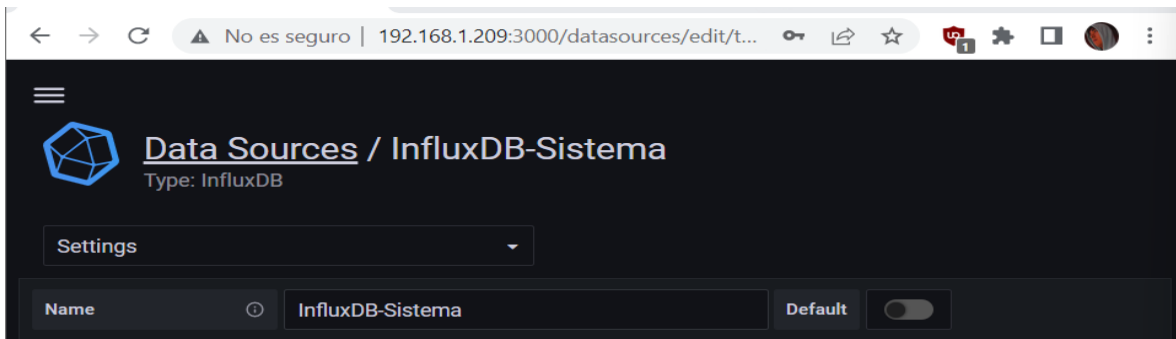 No es seguro | 192.168.1.209:3000/datasources/edit/t... 1
Data Sources / InfluxDB-Sistema
Type: InfluxDB
Settings
Name InfluxDB-Sistema Default